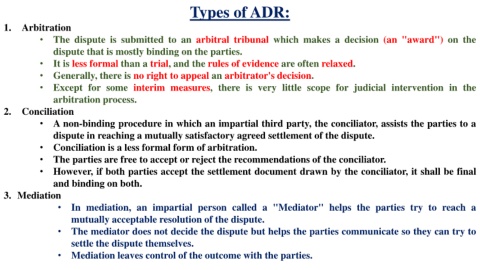 Types of ADR:
1. Arbitration
• The dispute is submitted to an arbitral tribunal which makes a decision (an "award") on the
dispute that is mostly binding on the parties.
• It is less formal than a trial, and the rules of evidence are often relaxed.
• Generally, there is no right to appeal an arbitrator's decision.
• Except for some interim measures, there is very little scope for judicial intervention in the
arbitration process.
2. Conciliation
• A non-binding procedure in which an impartial third party, the conciliator, assists the parties to a
dispute in reaching a mutually satisfactory agreed settlement of the dispute.
• Conciliation is a less formal form of arbitration.
• The parties are free to accept or reject the recommendations of the conciliator.
• However, if both parties accept the settlement document drawn by the conciliator, it shall be final
and binding on both.
3. Mediation
• In mediation, an impartial person called a "Mediator" helps the parties try to reach a
mutually acceptable resolution of the dispute.
• The mediator does not decide the dispute but helps the parties communicate so they can try to
settle the dispute themselves.
• Mediation leaves control of the outcome with the parties.